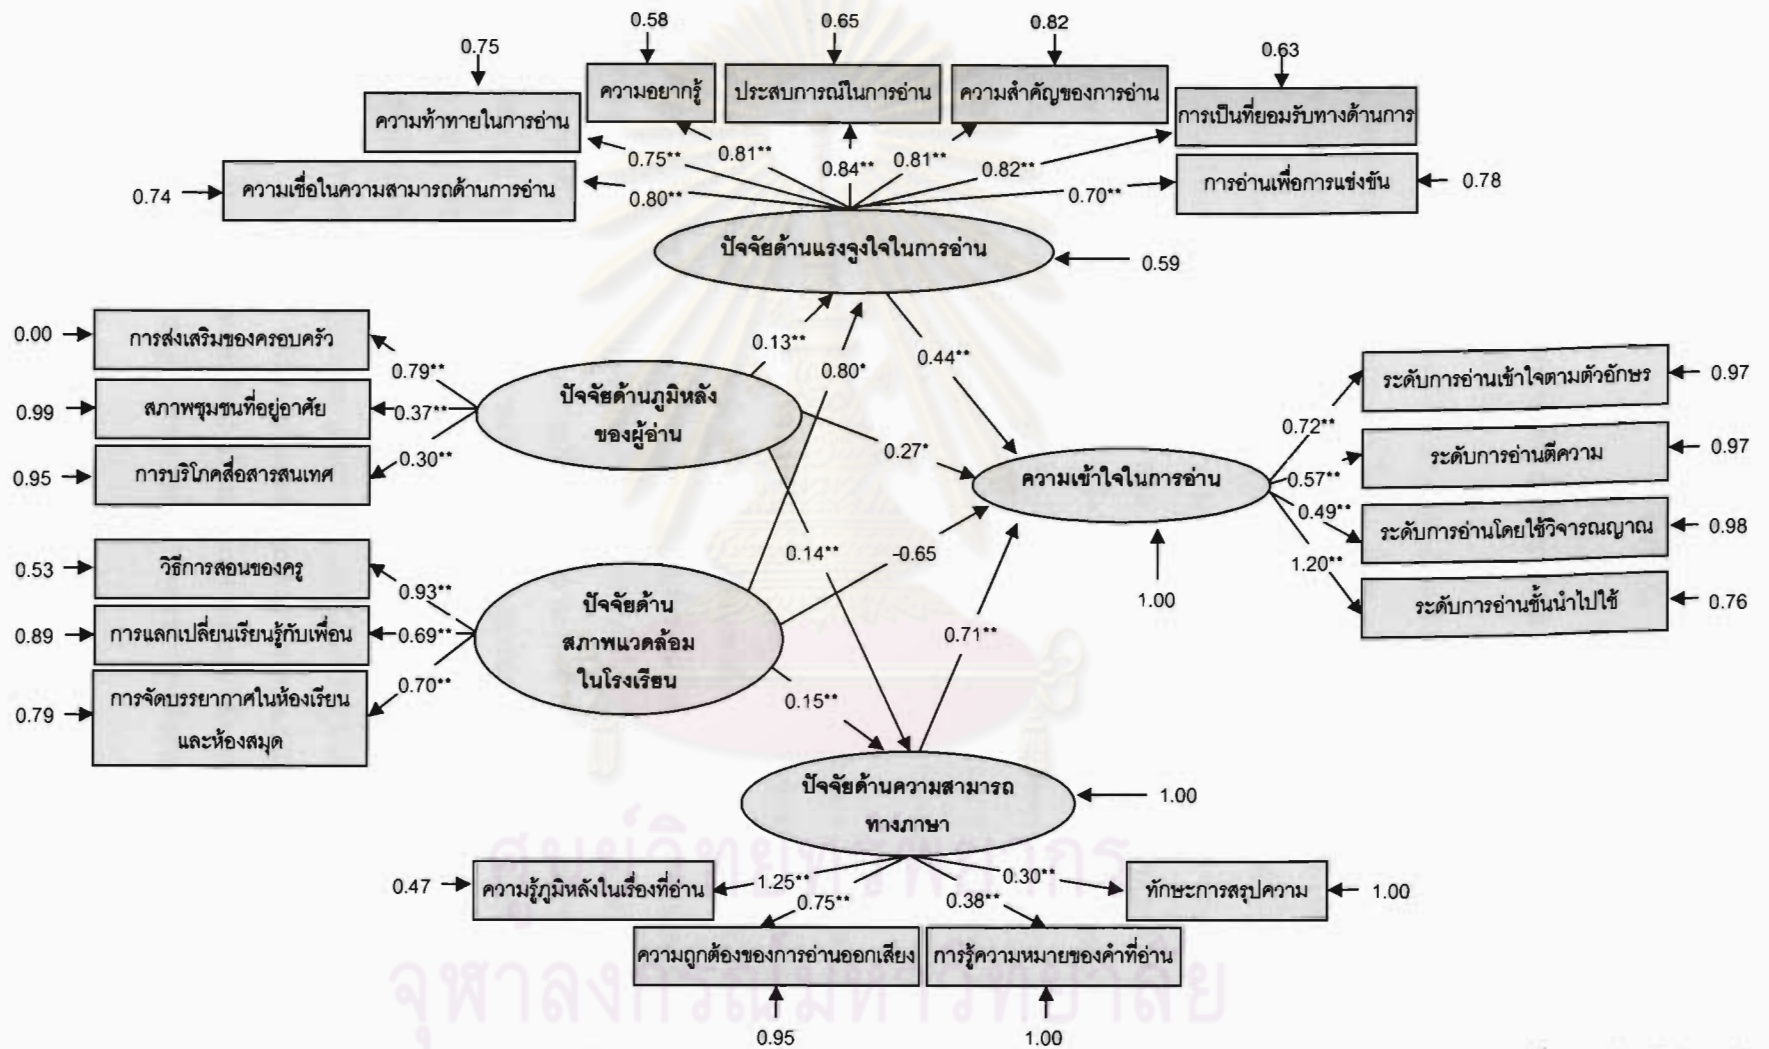 0.58
0.65
0.82
0.75
0.63
ความอยากรู้
ประสบการณ์ในการอ่าน
ความสำคัญของการอ่าน
ความท้าทายในการอ่าน
การเป็นที่ยอมรับทางด้านการ
0.75**
0.81**
0.84**
0.81**
0.82**
0.74
ความเชื่อในความสามารถด้านการอ่าน
0.80**
0.70**
การอ่านเพื่อการแข่งขัน
0.78
ปัจจัยด้านแรงจูงใจในการอ่าน
0.59
0.00
การส่งเสริมของครอบครัว
0.79**
0.13**
0.80*
0.44**
0.99
สภาพชุมชนที่อยู่อาศัย
0.37**
ปัจจัยด้านภูมิหลัง
ของผู้อ่าน
0.95
การบริโภคสื่อสารสนเทศ
0.30**
0.27*
ความเข้าใจในการอ่าน
0.72**
ระดับการอ่านเข้าใจตามตัวอักษร
0.97
0.57**
ระดับการอ่านตีความ
0.97
0.49**
ระดับการอ่านโดยใช้วิจารณญาณ
0.98
1.20**
ระดับการอ่านขั้นนำไปใช้
0.76
0.14**
-0.65
1.00
0.53
วิธีการสอนของครู
0.93**
0.89
การแลกเปลี่ยนเรียนรู้กับเพื่อน
0.69**
ปัจจัยด้าน
สภาพแวดล้อม
ในโรงเรียน
0.71**
0.79
การจัดบรรยากาศในห้องเรียน
และห้องสมุด
0.70**
0.15**
ปัจจัยด้านความสามารถ
ทางภาษา
1.00
ศูนย์วิทยทรัพยากร
0.47
ความรู้ภูมิหลังในเรื่องที่อ่าน
1.25**
0.75**
0.38**
0.30**
ทักษะการสรุปความ
1.00
ความถูกต้องของการอ่านออกเสียง
การรู้ความหมายของคำที่อ่าน
จุฬาลงกรณ์มหาวิทยาลัย
0.95
1.00